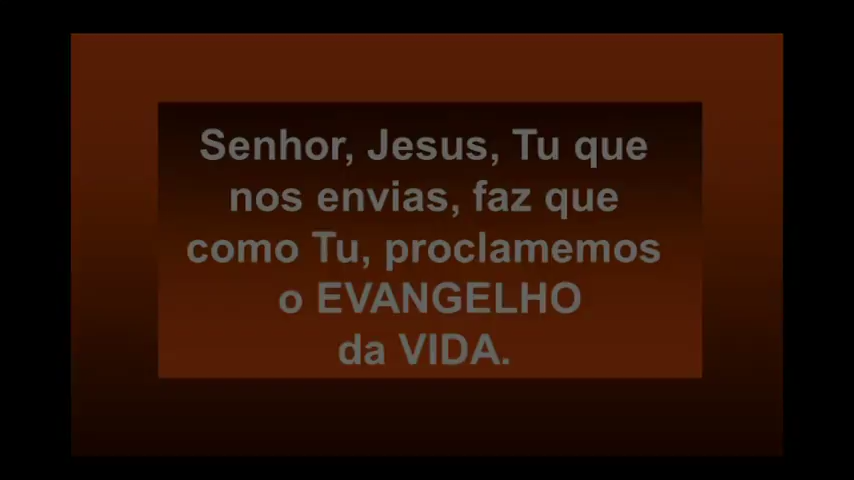 Senhor, Jesus, Tu que
nos envias, faz que
como Tu, proclamemos
o EVANGELHO
da VIDA.